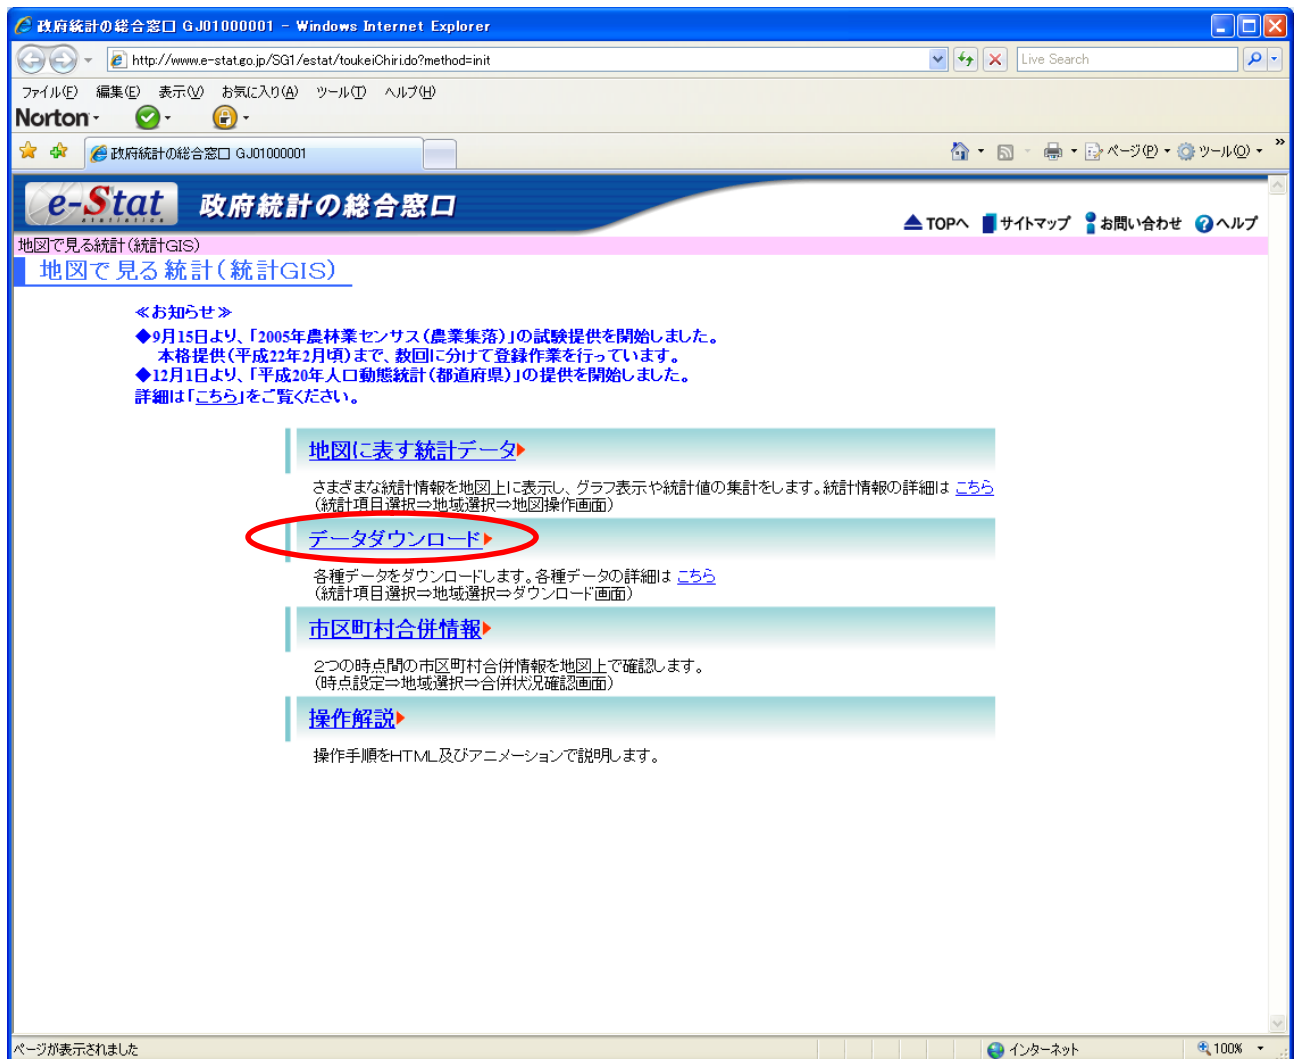 政府統計の総合窓口 GJ01000001 - Windows Internet Explorer
http://www.e-stat.go.jp/SG1/estat/toukeiChiri.do?method=init
Live Search
ファイル(F) 編集(E) 表示(V) お気に入り(A) ツール(T) ヘルプ(H)
Norton
政府統計の総合窓口 GJ01000001
ページ(P) ツール(O) »
e-Stat 政府統計の総合窓口
statistics
TOPへ サイトマップ お問い合わせ ヘルプ
地図で見る統計(統計GIS)
地図で見る統計(統計GIS)
≪お知らせ≫
◆9月15日より、「2005年農林業センサス(農業集落)」の試験提供を開始しました。
本格提供(平成22年2月頃)まで、数回に分けて登録作業を行っています。
◆12月1日より、「平成20年人口動態統計(都道府県)」の提供を開始しました。
詳細は「こちら」をご覧ください。
地図に表す統計データ
さまざまな統計情報を地図上に表示し、グラフ表示や統計値の集計をします。統計情報の詳細は こちら
(統計項目選択⇒地域選択⇒地図操作画面)
データダウンロード
各種データをダウンロードします。各種データの詳細は こちら
(統計項目選択⇒地域選択⇒ダウンロード画面)
市区町村合併情報
2つの時点間の市区町村合併情報を地図上で確認します。
(時点設定⇒地域選択⇒合併状況確認画面)
操作解説
操作手順をHTML及びアニメーションで説明します。
ページが表示されました
インターネット
100%